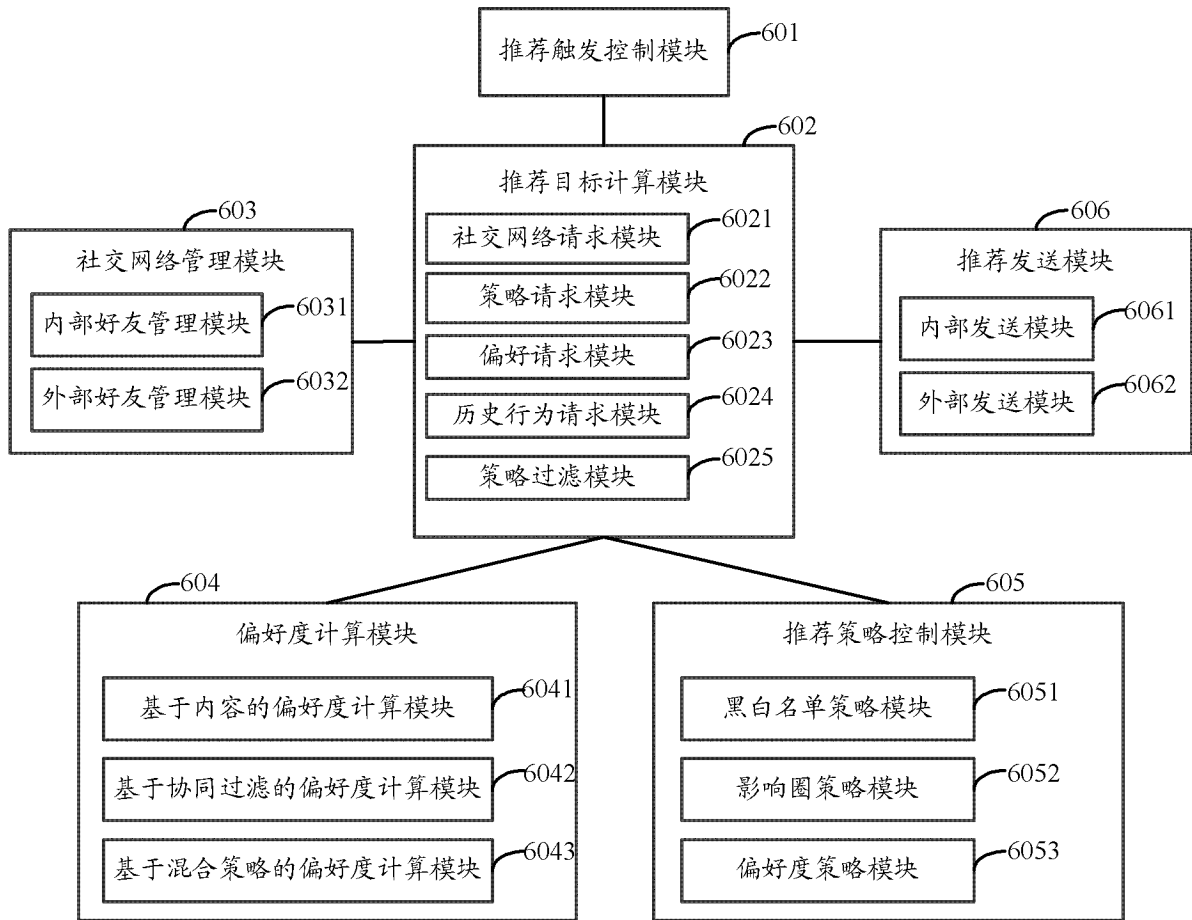 推荐触发控制模块
601
602
推荐目标计算模块
社交网络请求模块
6021
策略请求模块
6022
偏好请求模块
6023
历史行为请求模块
6024
策略过滤模块
6025
603
社交网络管理模块
内部好友管理模块
6031
外部好友管理模块
6032
606
推荐发送模块
内部发送模块
6061
外部发送模块
6062
604
偏好度计算模块
基于内容的偏好度计算模块
6041
基于协同过滤的偏好度计算模块
6042
基于混合策略的偏好度计算模块
6043
605
推荐策略控制模块
黑白名单策略模块
6051
影响圈策略模块
6052
偏好度策略模块
6053